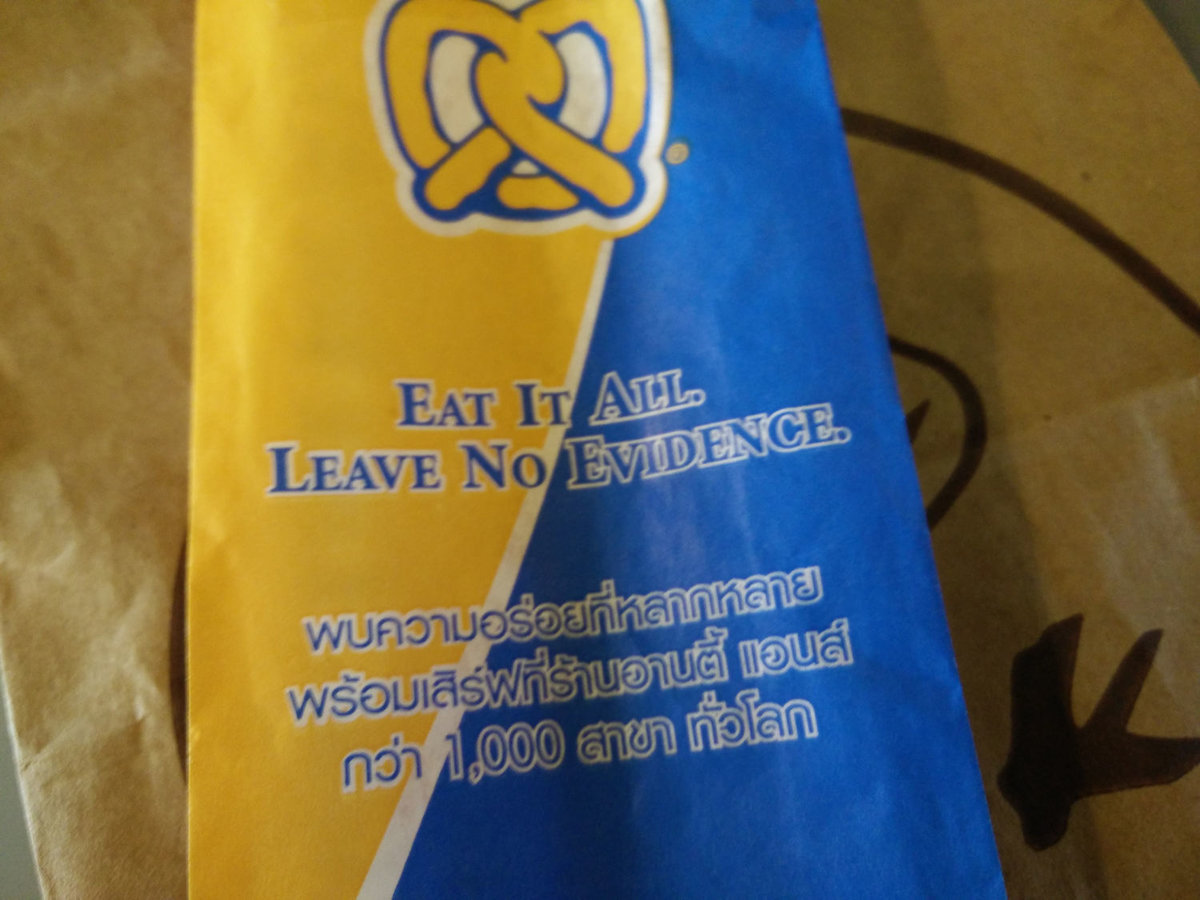 EAT IT ALL.
LEAVE NO EVIDENCE.
พบความอร่อยที่หลากหลาย
พร้อมเสิร์ฟที่ร้านอานตี้ แอนส์
กว่า 1,000 สาขา ทั่วโลก